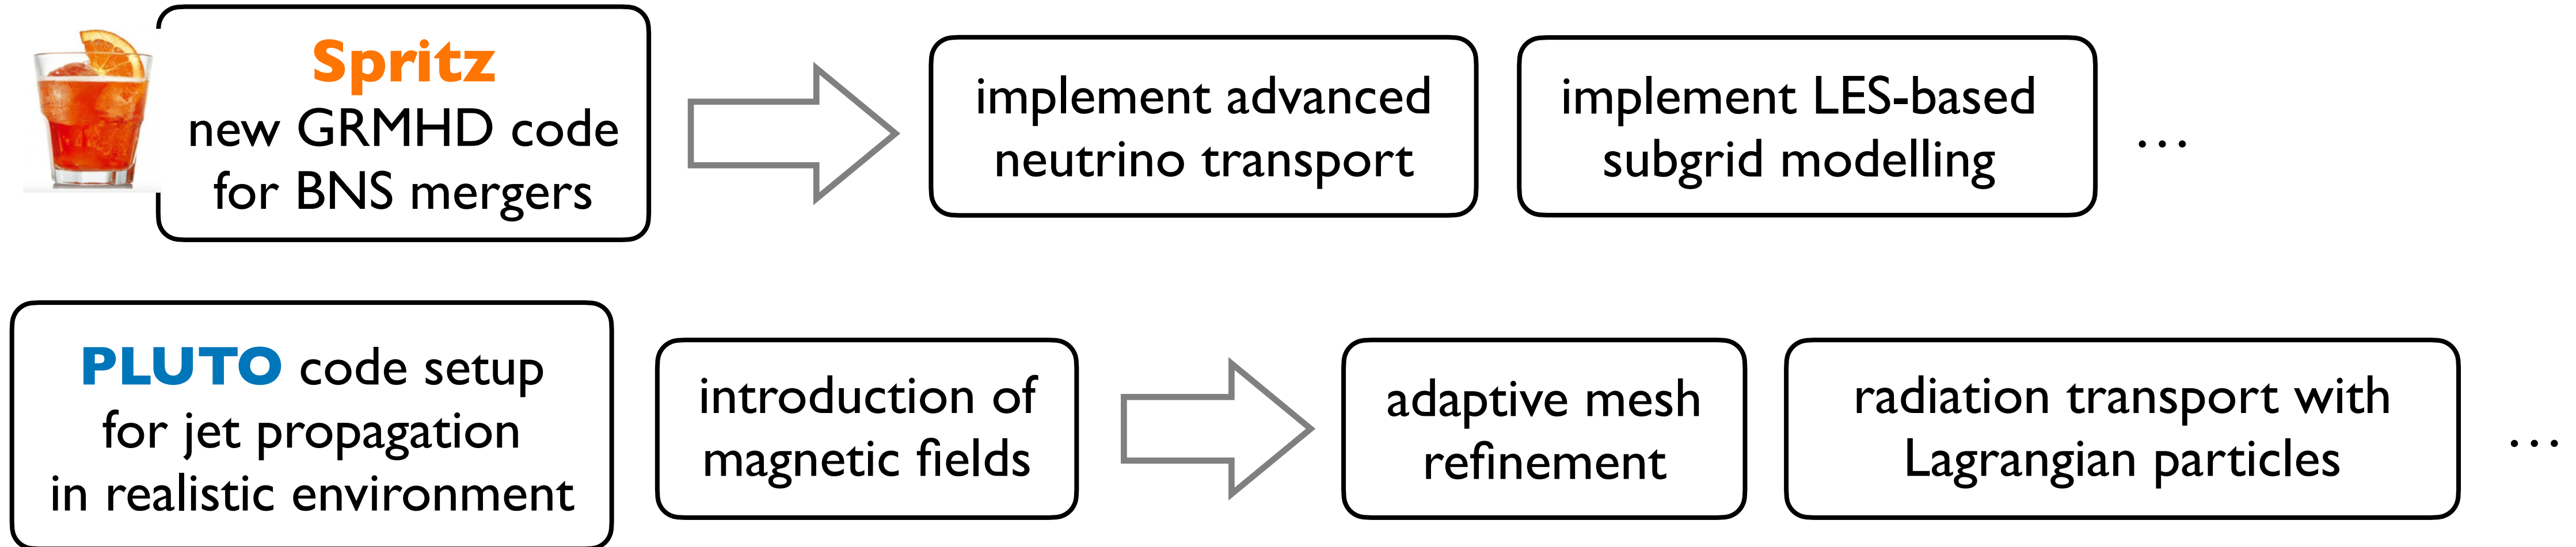 Spritz
new GRMHD code
for BNS mergers
implement advanced
neutrino transport
implement LES-based
subgrid modelling
...
PLUTO code setup
for jet propagation
in realistic environment
introduction of
magnetic fields
adaptive mesh
refinement
radiation transport with
Lagrangian particles
...